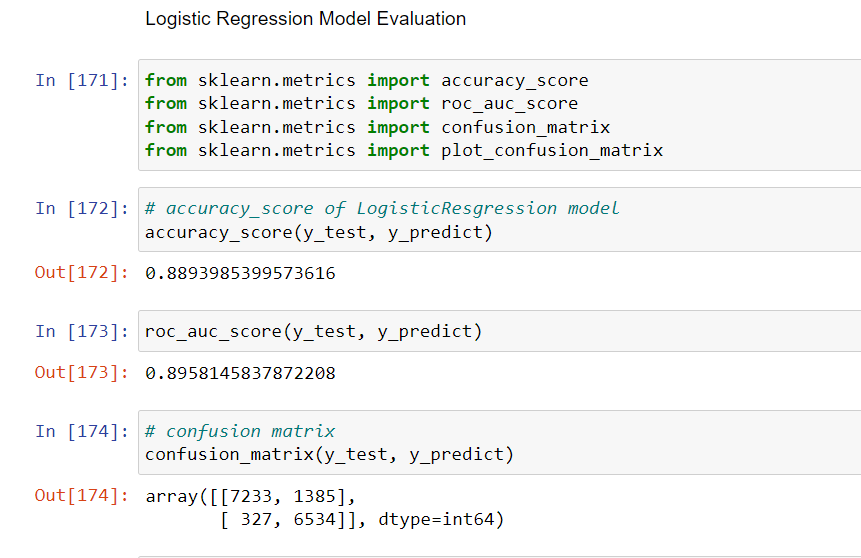 Logistic Regression Model Evaluation
In [171]: from sklearn.metrics import accuracy_score
from sklearn.metrics import roc_auc_score
from sklearn.metrics import confusion_matrix
from sklearn.metrics import plot_confusion_matrix
In [172]: # accuracy_score of LogisticResgression model
accuracy_score(y_test, y_predict)
Out[172]: 0.8893985399573616
In [173]: roc_auc_score(y_test, y_predict)
Out[173]: 0.8958145837872208
In [174]: # confusion matrix
confusion_matrix(y_test, y_predict)
Out[174]: array([[7233, 1385],
[ 327, 6534]], dtype=int64)